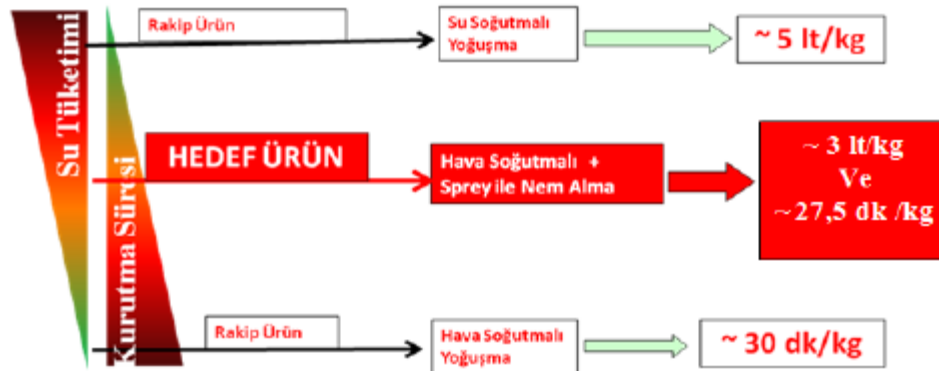 Su Tüketimi
Kurutma Süresi
Rakip Ürün
Su Soğutmalı
Yoğuşma
~ 5 lt/kg
HEDEF ÜRÜN
Hava Soğutmalı +
Sprey ile Nem Alma
~ 3 lt/kg
Ve
~27,5 dk /kg
Rakip Ürün
Hava Soğutmalı
Yoğuşma
~ 30 dk/kg